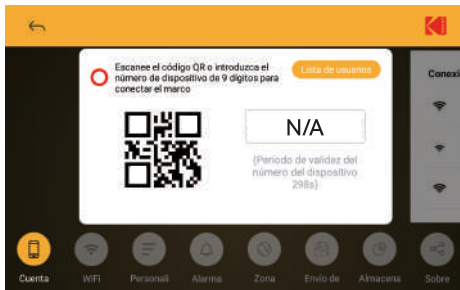 Escanee el código QR o introduzca el
número de dispositivo de 9 dígitos para
conectar el marco
Lista de usuarios
Conexi
N/A
(Periodo de validez del
número del dispositivo
298s)
Cuenta
WiFi
Personali
Alarma
Zona
Envío de
Almacena
Sobre